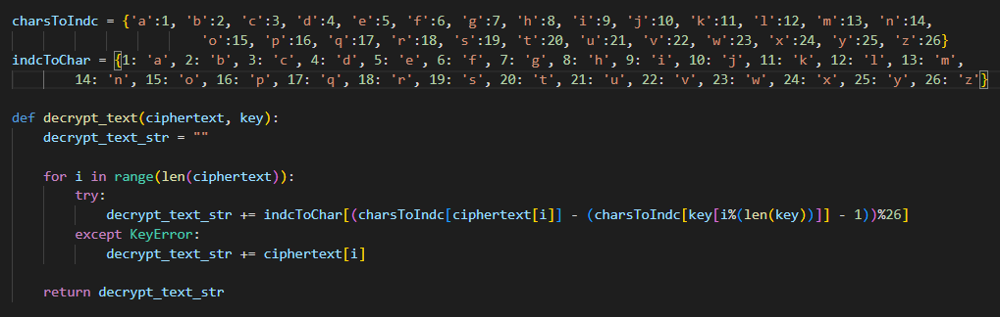 charsToIndc = {'a':1, 'b':2, 'c':3, 'd':4, 'e':5, 'f':6, 'g':7, 'h':8, 'i':9, 'j':10, 'k':11, 'l':12, 'm':13, 'n':14,
                        'o':15, 'p':16, 'q':17, 'r':18, 's':19, 't':20, 'u':21, 'v':22, 'w':23, 'x':24, 'y':25, 'z':26}
indcToChar = {1: 'a', 2: 'b', 3: 'c', 4: 'd', 5: 'e', 6: 'f', 7: 'g', 8: 'h', 9: 'i', 10: 'j', 11: 'k', 12: 'l', 13: 'm',
        14: 'n', 15: 'o', 16: 'p', 17: 'q', 18: 'r', 19: 's', 20: 't', 21: 'u', 22: 'v', 23: 'w', 24: 'x', 25: 'y', 26: 'z'}

def decrypt_text(ciphertext, key):
    decrypt_text_str = ""

    for i in range(len(ciphertext)):
        try:
            decrypt_text_str += indcToChar[(charsToIndc[ciphertext[i]] - (charsToIndc[key[i%(len(key))]] - 1))%26]
        except KeyError:
            decrypt_text_str += ciphertext[i]

    return decrypt_text_str